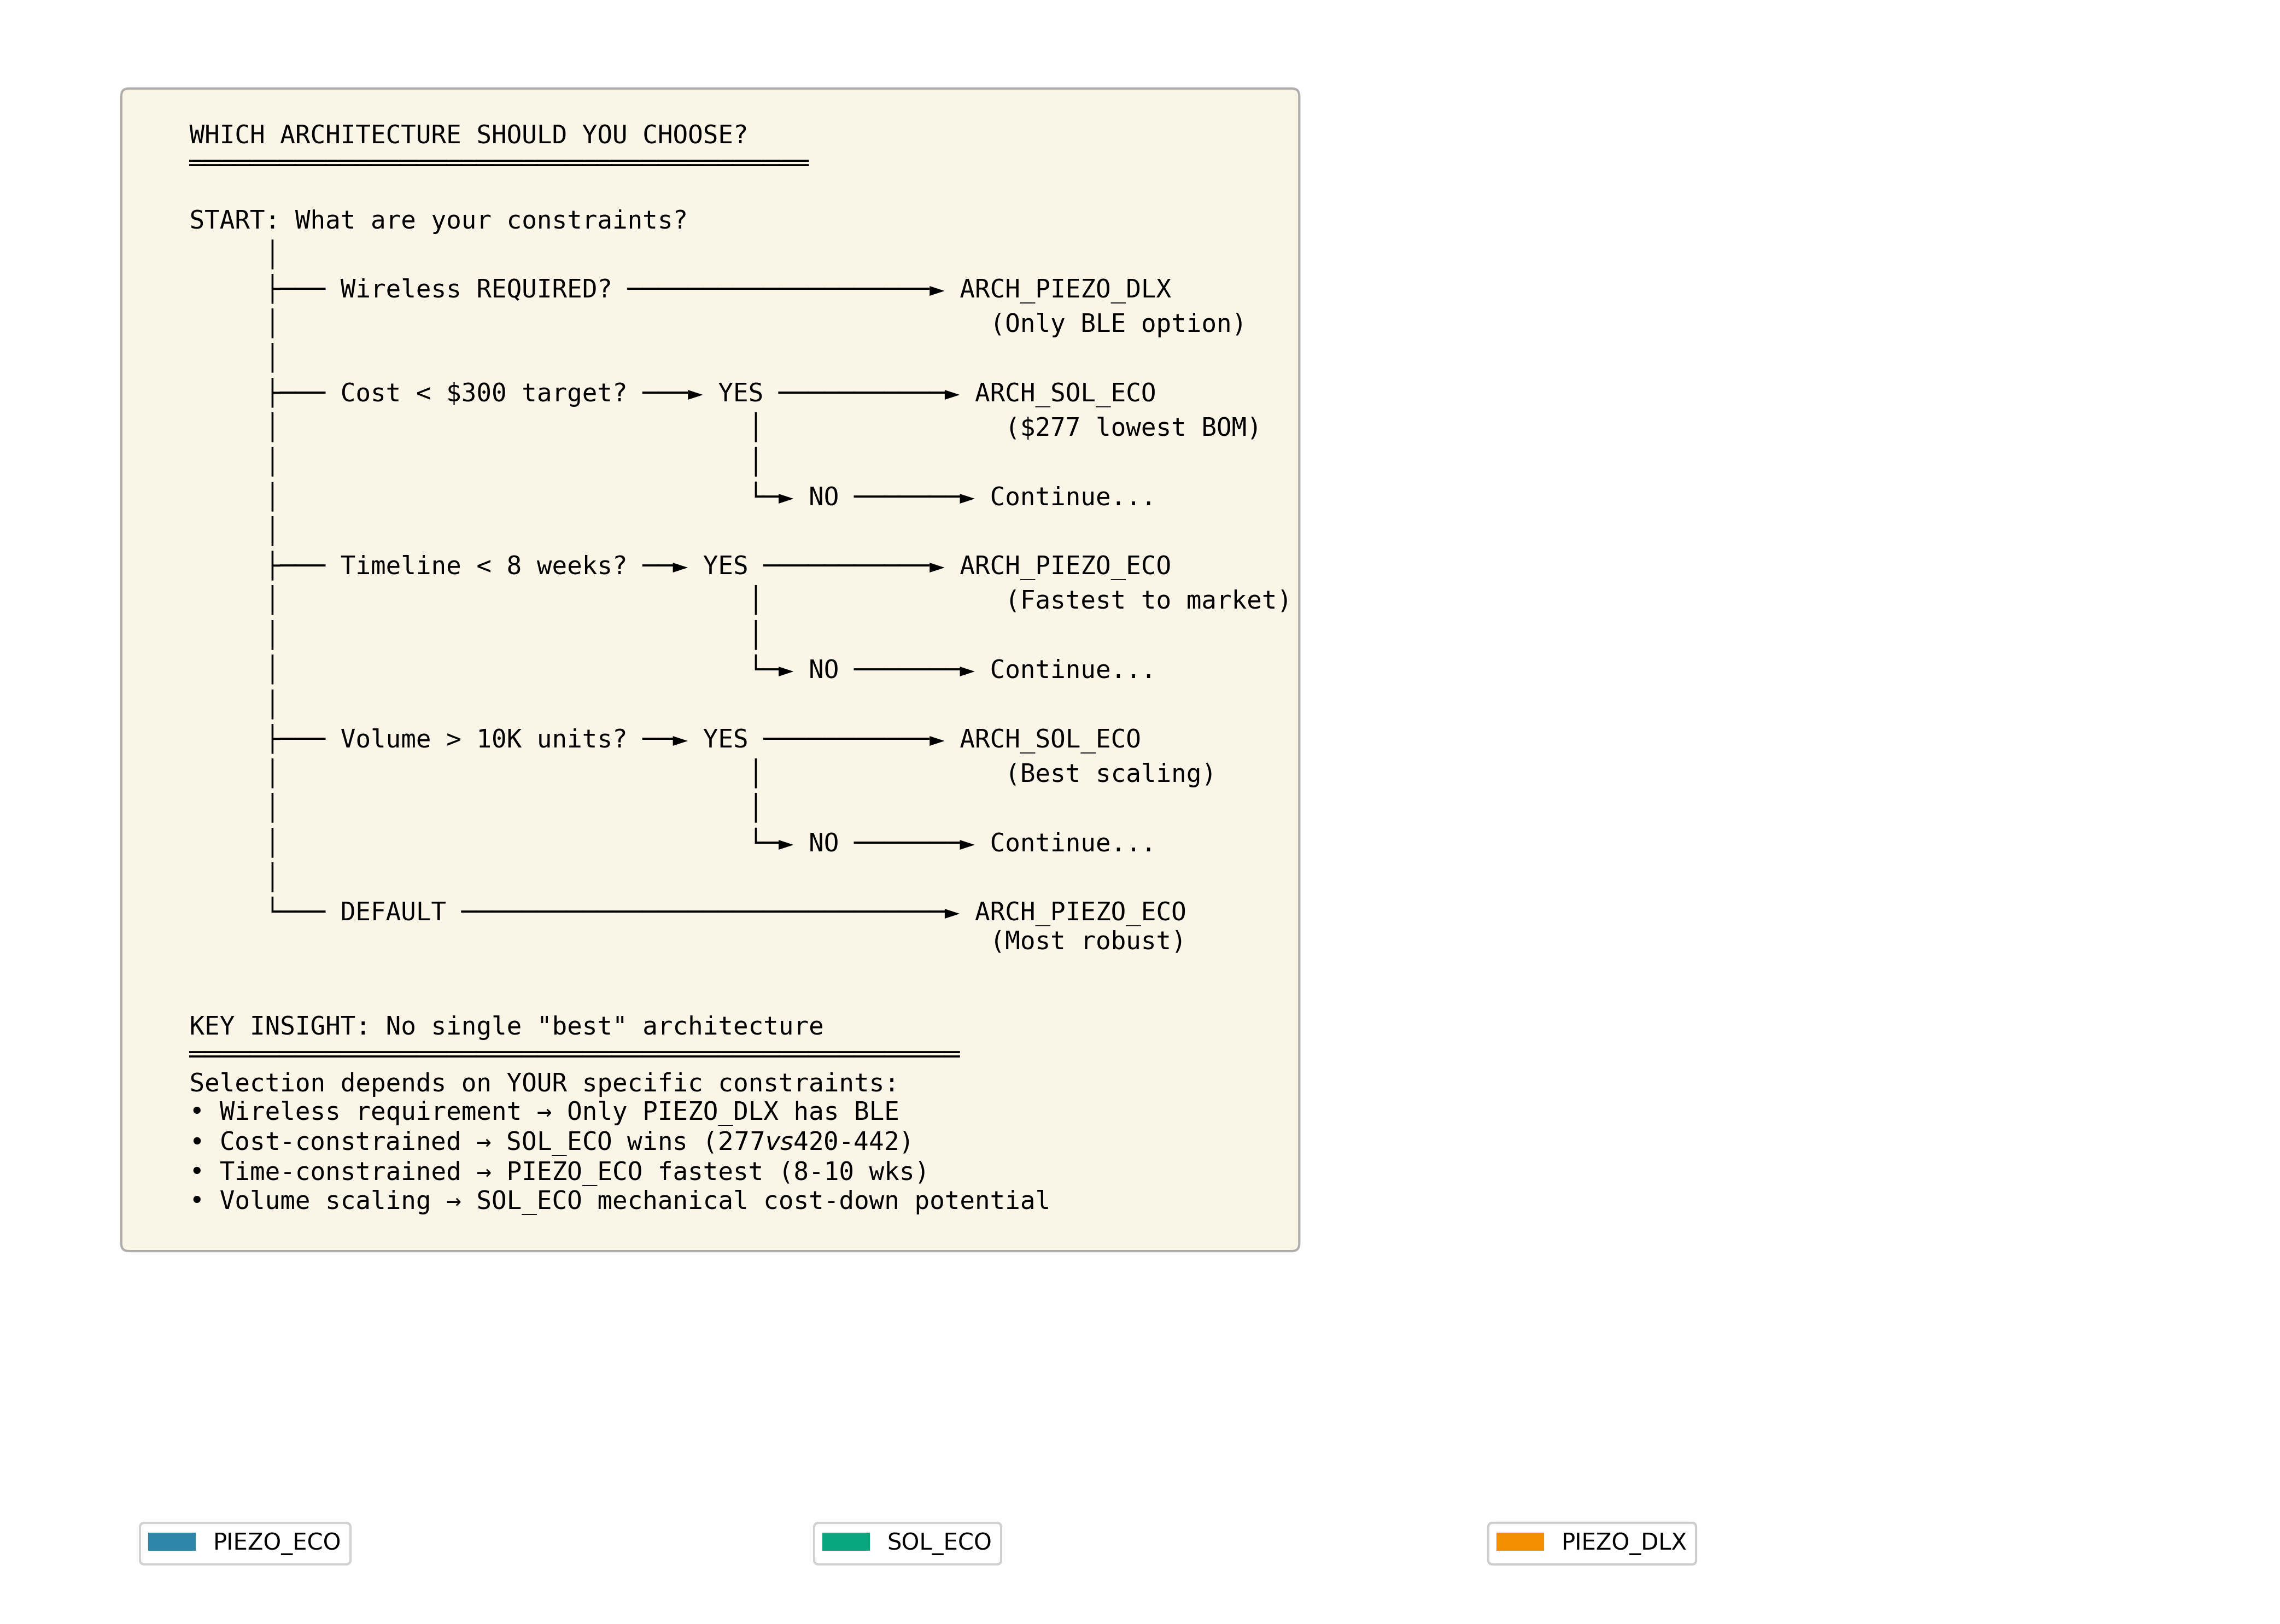 WHICH ARCHITECTURE SHOULD YOU CHOOSE?
START: What are your constraints?
Wireless REQUIRED? ARCH_PIEZO_DLX
(Only BLE option)
Cost < $300 target? YES ARCH_SOL_ECO
($277 lowest BOM)
NO Continue...
Timeline < 8 weeks? YES ARCH_PIEZO_ECO
(Fastest to market)
NO Continue...
Volume > 10K units? YES ARCH_SOL_ECO
(Best scaling)
NO Continue...
DEFAULT ARCH_PIEZO_ECO
(Most robust)
KEY INSIGHT: No single "best" architecture
Selection depends on YOUR specific constraints:
• Wireless requirement → Only PIEZO_DLX has BLE
• Cost-constrained → SOL_ECO wins (277vs420-442)
• Time-constrained → PIEZO_ECO fastest (8-10 wks)
• Volume scaling → SOL_ECO mechanical cost-down potential
PIEZO_ECO SOL_ECO PIEZO_DLX